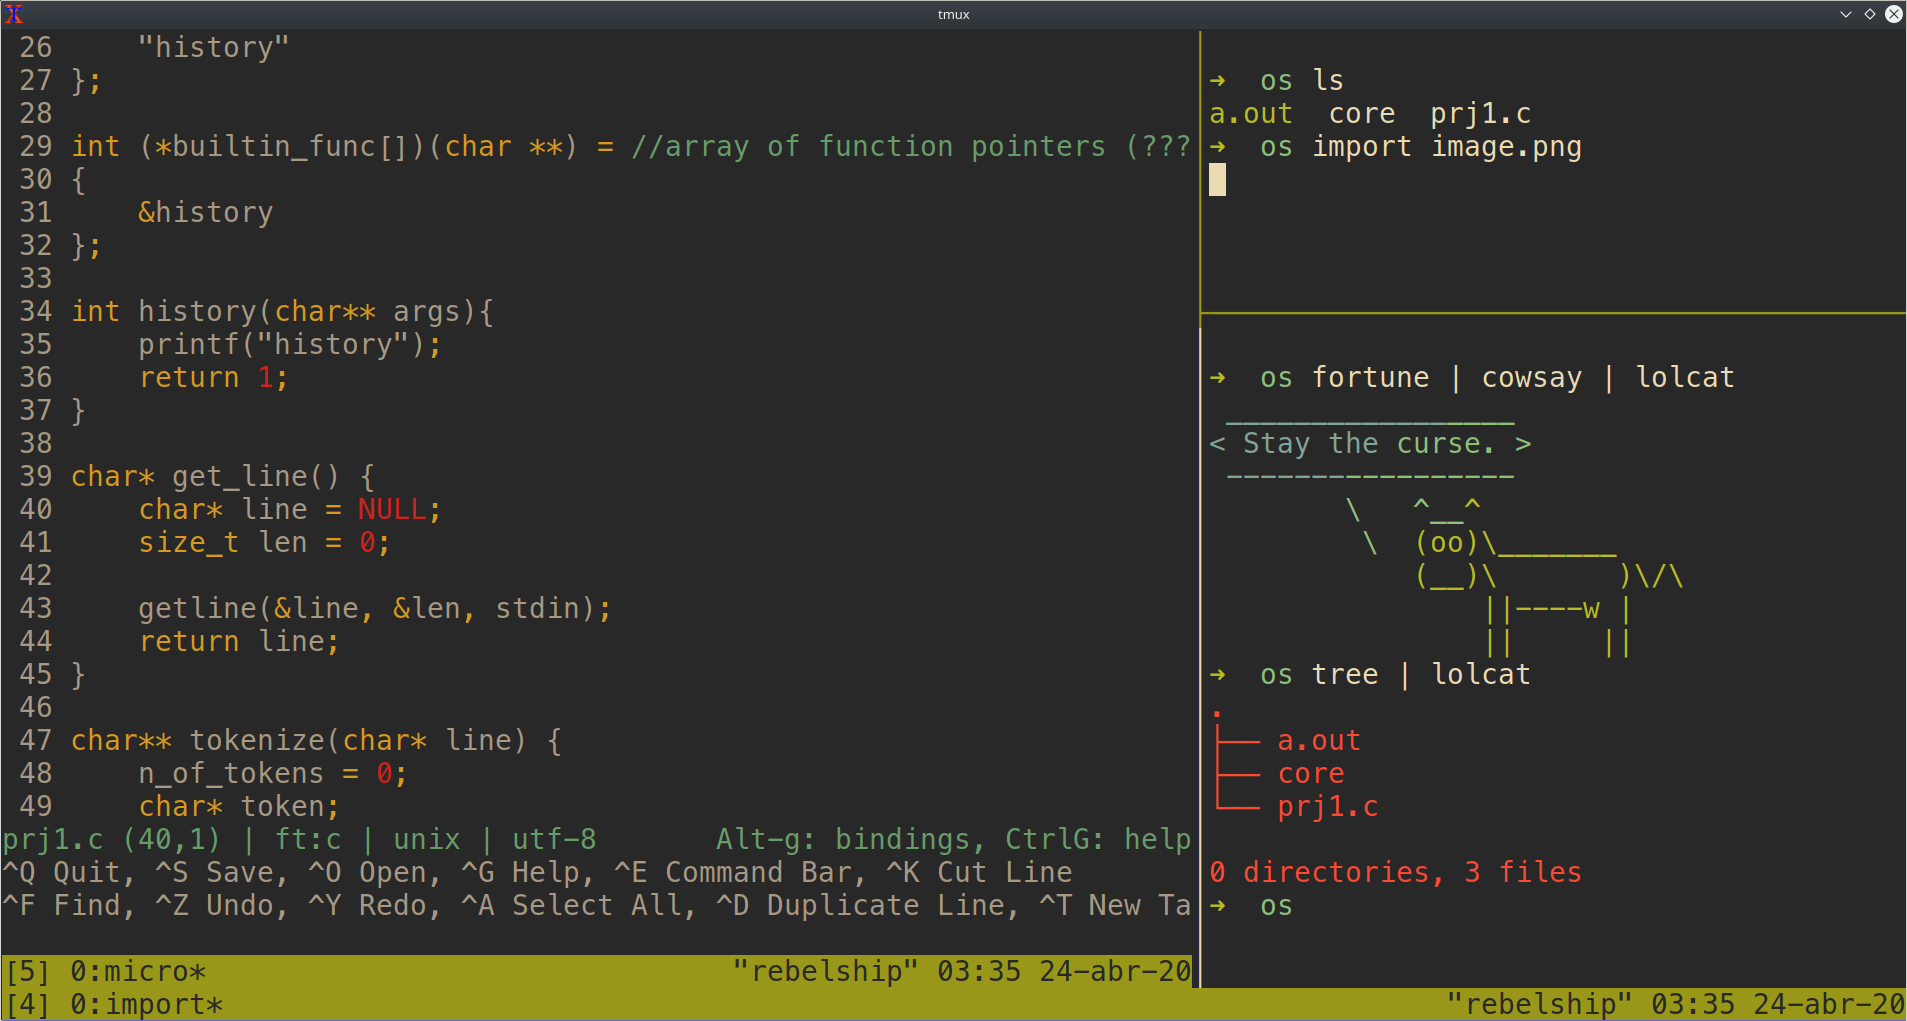 tmux
26     "history"
27 };
28
29 int (*builtin_func[])(char **) = //array of function pointers (???
30 {
31     &history
32 };
33
34 int history(char** args){
35     printf("history");
36     return 1;
37 }
38
39 char* get_line() {
40     char* line = NULL;
41     size_t len = 0;
42
43     getline(&line, &len, stdin);
44     return line;
45 }
46
47 char** tokenize(char* line) {
48     n_of_tokens = 0;
49     char* token;
prj1.c (40,1) | ft:c | unix | utf-8       Alt-g: bindings, CtrlG: help
^Q Quit, ^S Save, ^O Open, ^G Help, ^E Command Bar, ^K Cut Line
^F Find, ^Z Undo, ^Y Redo, ^A Select All, ^D Duplicate Line, ^T New Ta
[5] 0:micro*                               "rebelship" 03:35 24-abr-20
➜  os ls
a.out  core  prj1.c
➜  os import image.png
➜  os fortune | cowsay | lolcat
 _________________
< Stay the curse. >
 -----------------
        \   ^__^
         \  (oo)\_______
            (__)\       )\/\
                ||----w |
                ||     ||
➜  os tree | lolcat
.
├── a.out
├── core
└── prj1.c
0 directories, 3 files
➜  os
[4] 0:import*                               "rebelship" 03:35 24-abr-20